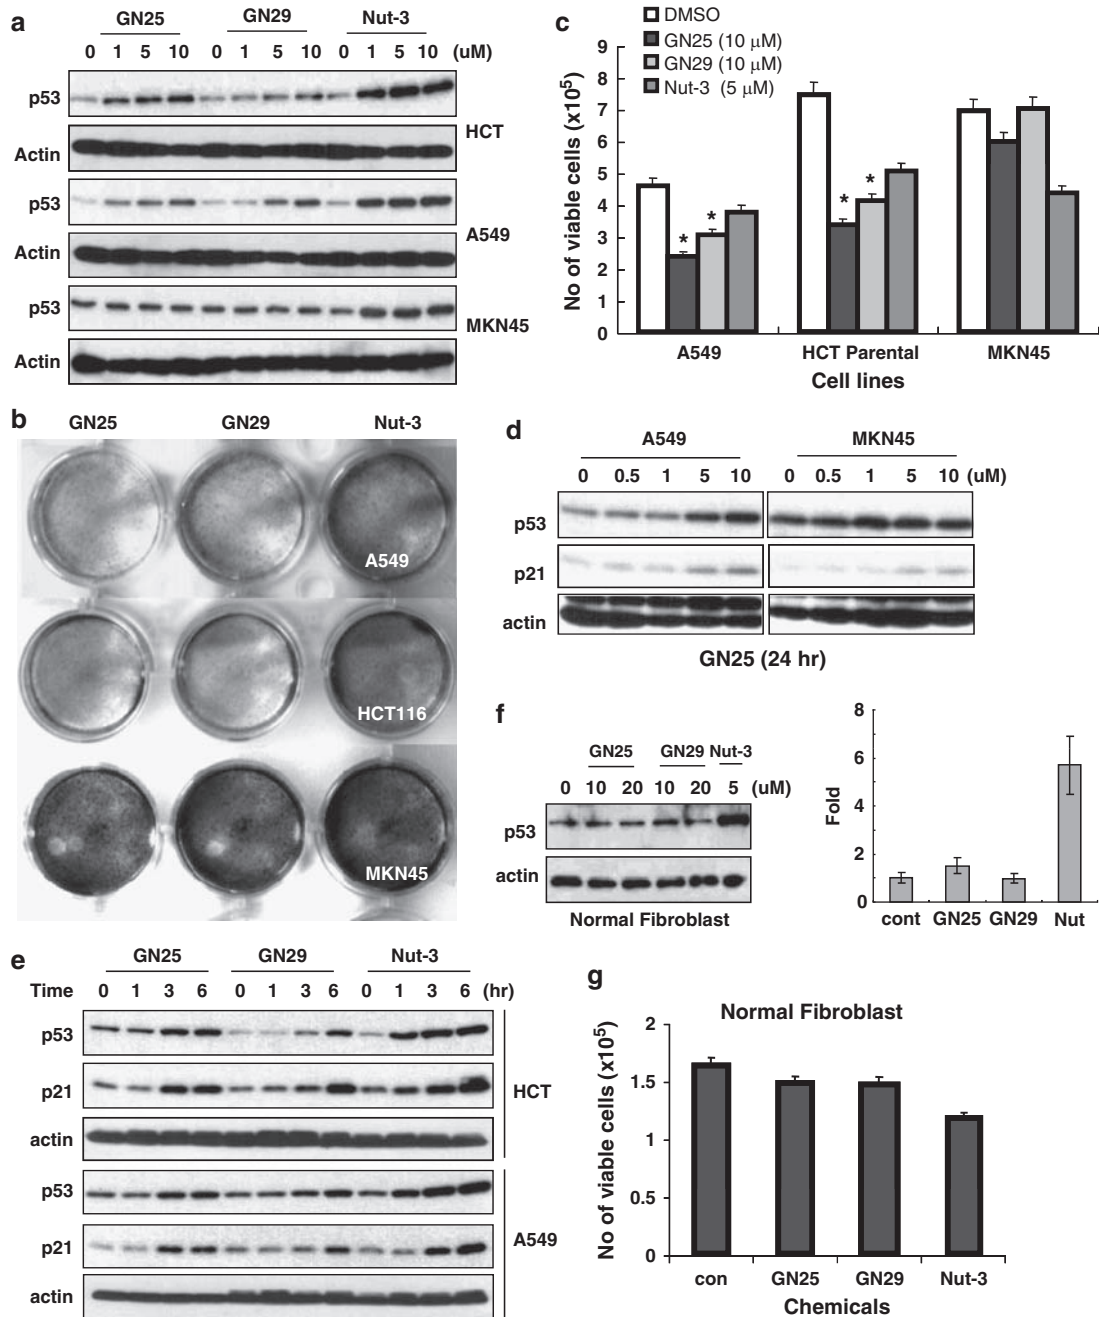 a
GN25 GN29 Nut-3
0 1 5 10 0 1 5 10 0 1 5 10 (uM)
p53
HCT
Actin
p53
A549
Actin
p53
MKN45
Actin
b
GN25 GN29 Nut-3
A549
HCT116
MKN45
c
DMSO
GN25 (10 μM)
GN29 (10 μM)
Nut-3 (5 μM)
No of viable cells (x10⁵)
9
8
7
6
5
4
3
2
1
0
* * * *
A549 HCT Parental MKN45
Cell lines
d
A549 MKN45
0 0.5 1 5 10 0 0.5 1 5 10 (uM)
p53
p21
actin
GN25 (24 hr)
e
GN25 GN29 Nut-3
Time 0 1 3 6 0 1 3 6 0 1 3 6 (hr)
p53
p21
HCT
actin
p53
p21
A549
actin
f
GN25 GN29 Nut-3
0 10 20 10 20 5 (uM)
p53
actin
Normal Fibroblast
Fold
8
6
4
2
0
cont GN25 GN29 Nut
g
Normal Fibroblast
No of viable cells (x10⁵)
2
1.5
1
0.5
0
con GN25 GN29 Nut-3
Chemicals